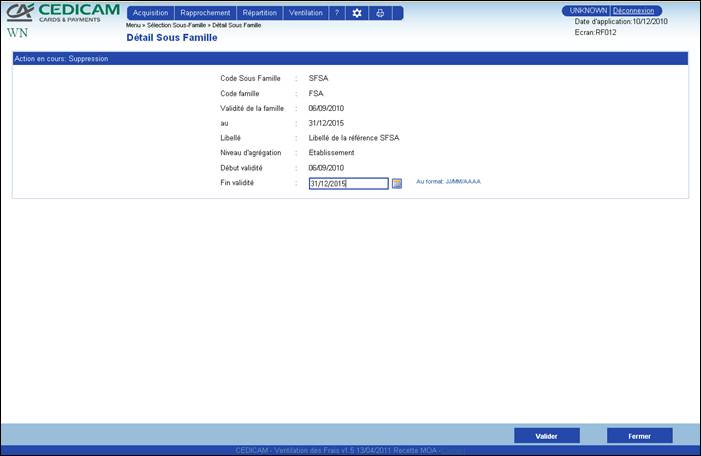 CEDICAM
CARDS & PAYMENTS
WN
Acquisition Rapprochement Répartition Ventilation ?
UNKNOWN Déconnexion
Date d'application:10/12/2010
Ecran:RF012
Menu > Sélection Sous-Famille > Détail Sous Famille
Détail Sous Famille
Action en cours: Suppression
Code Sous Famille : SFSA
Code famille : FSA
Validité de la famille : 06/09/2010
au : 31/12/2015
Libellé : Libellé de la référence SFSA
Niveau d'agrégation : Etablissement
Début validité : 06/09/2010
Fin validité : 31/12/2015 Au format: JJ/MM/AAAA
Valider Fermer
CEDICAM - Ventilation des Frais v1.5 13/04/2011 Recette MOA -